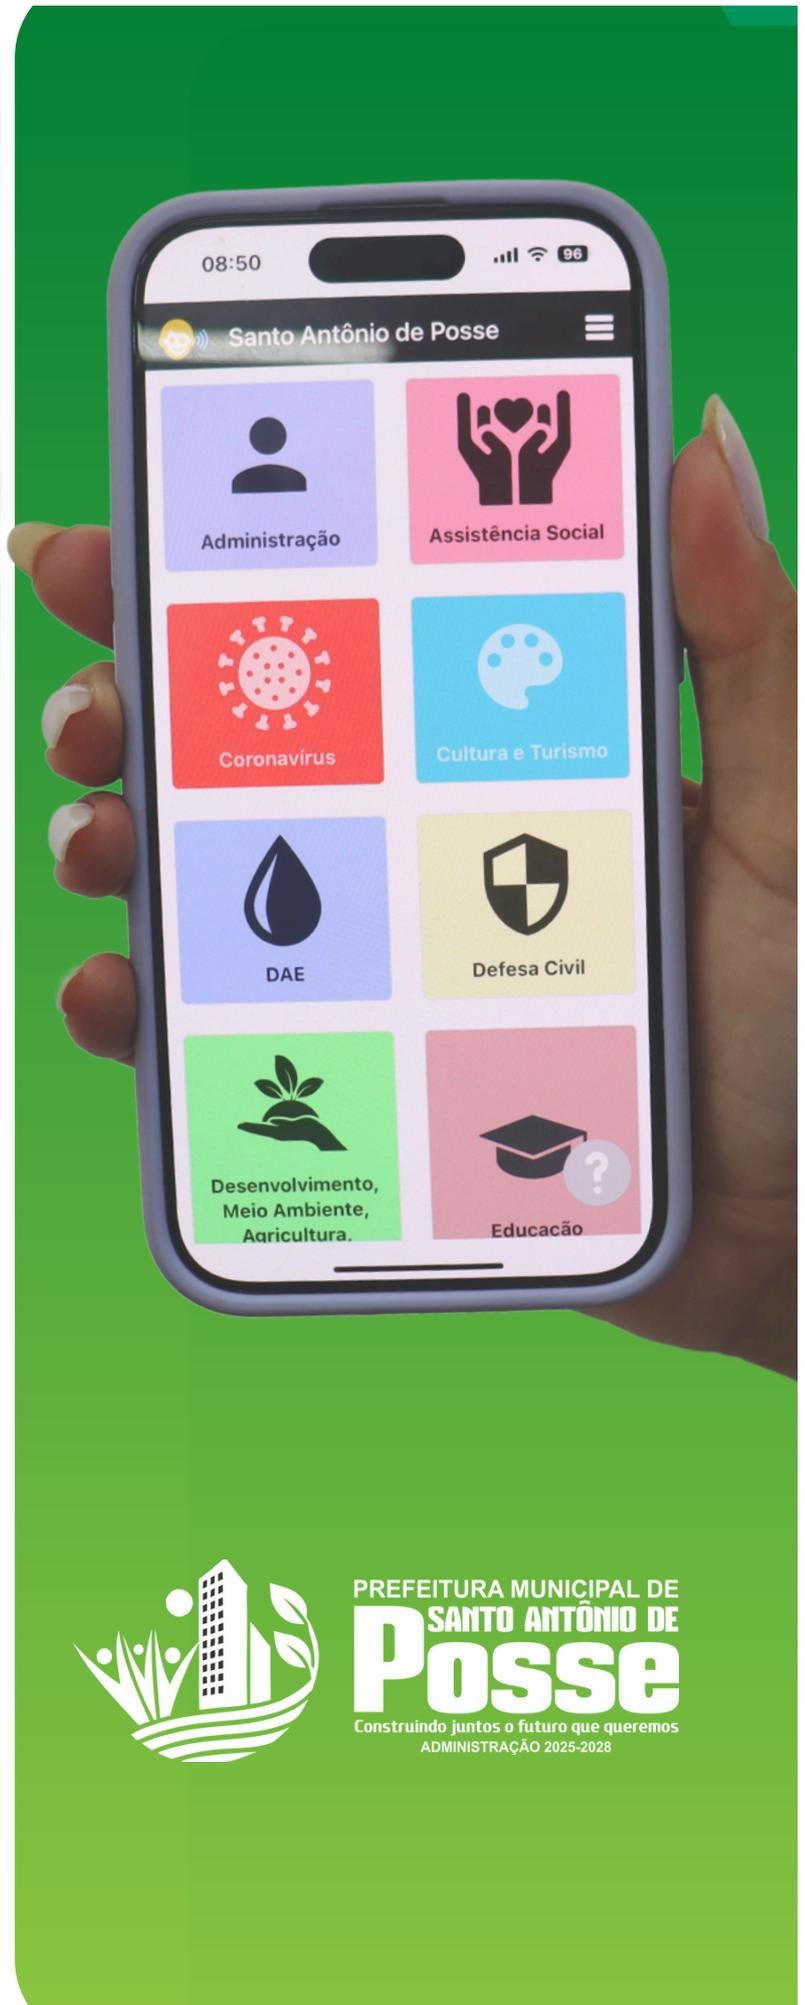 08:50
96
Santo Antônio de Posse
Administração
Assistência Social
Coronavírus
Cultura e Turismo
DAE
Defesa Civil
Desenvolvimento,
Meio Ambiente,
Agricultura.
Educação
?
PREFEITURA MUNICIPAL DE
SANTO ANTÔNIO DE
Posse
Construindo juntos o futuro que queremos
ADMINISTRAÇÃO 2025-2028